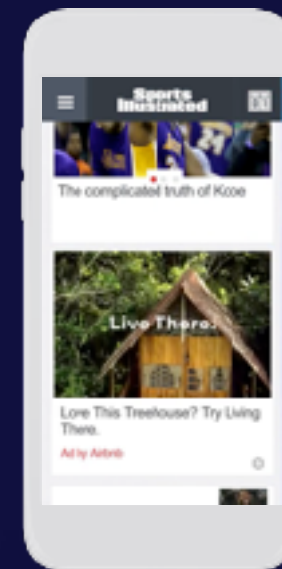 Sports
Illustrated
The complicated truth of Kobe
Live There.
Love This Treehouse? Try Living
There.
Ad by Airbnb